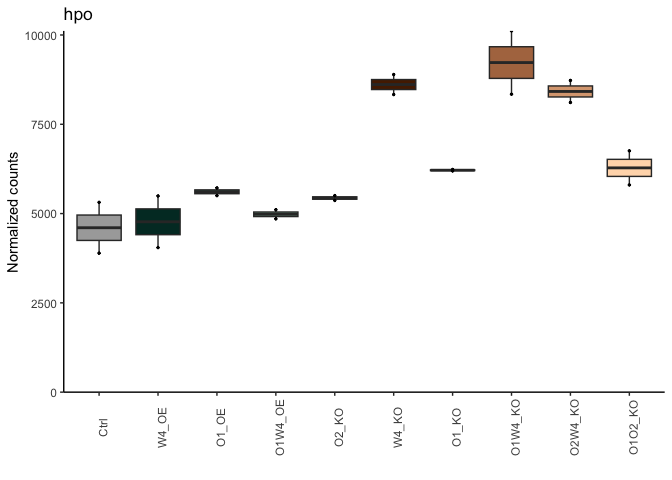 hpo
Normalized counts
10000
7500
5000
2500
0
Ctrl
W4_OE
O1_OE
O1W4_OE
O2_KO
W4_KO
O1_KO
O1W4_KO
O2W4_KO
O1O2_KO